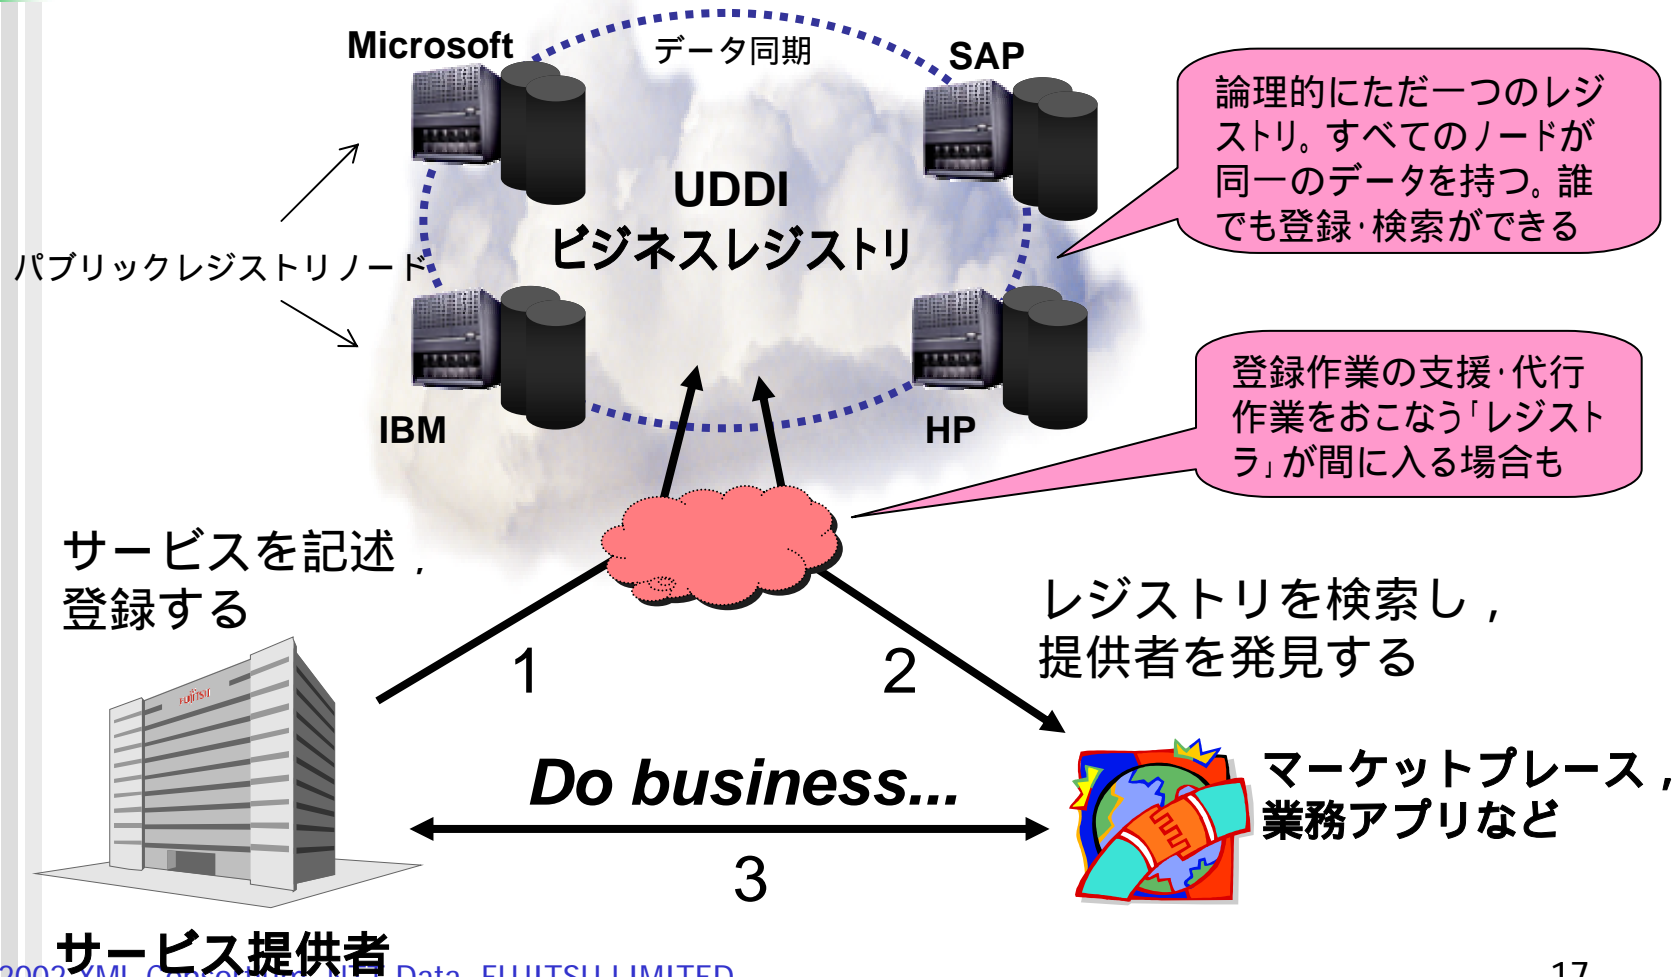 Microsoft
データ同期
SAP
論理的にただ一つのレジ
ストリ。すべてのノードが
同一のデータを持つ。誰
でも登録・検索ができる
UDDI
ビジネスレジストリ
パブリックレジストリノード
IBM
HP
登録作業の支援・代行
作業をおこなう「レジスト
ラ」が間に入る場合も
サービスを記述，
登録する
レジストリを検索し，
提供者を発見する
1
2
FUJITSU
Do business...
3
マーケットプレース，
業務アプリなど
サービス提供者
2002 XML Consortium, NTT Data, FUJITSU LIMITED
17